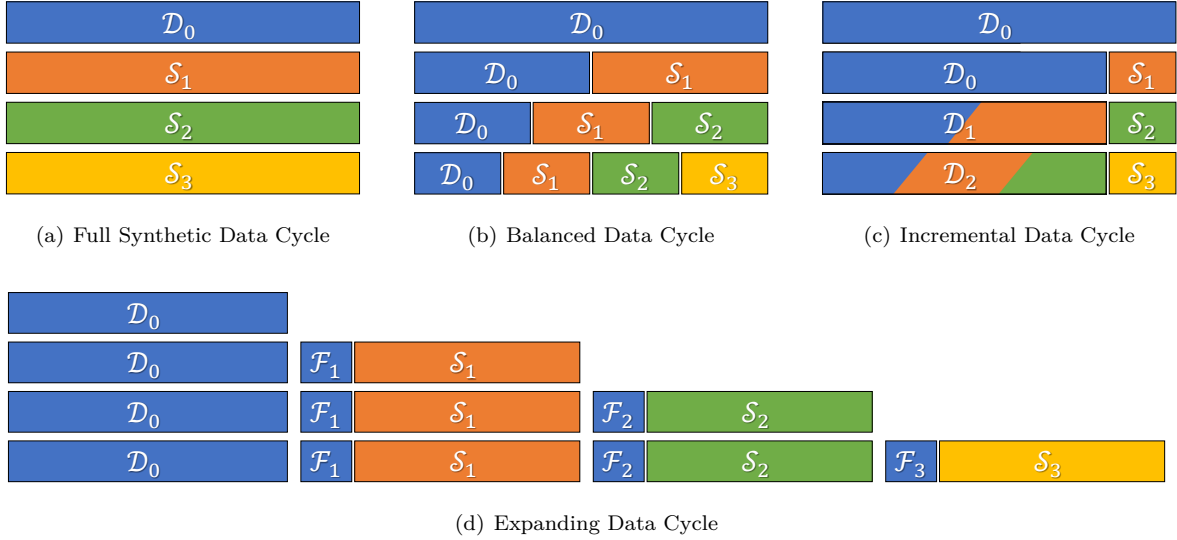 𝒟₀
𝒮₁
𝒮₂
𝒮₃
(a) Full Synthetic Data Cycle
𝒟₀
𝒟₀ 𝒮₁
𝒟₀ 𝒮₁ 𝒮₂
𝒟₀ 𝒮₁ 𝒮₂ 𝒮₃
(b) Balanced Data Cycle
𝒟₀
𝒟₀ 𝒮₁
𝒟₁ 𝒮₂
𝒟₂ 𝒮₃
(c) Incremental Data Cycle
𝒟₀
𝒟₀ ℱ₁ 𝒮₁
𝒟₀ ℱ₁ 𝒮₁ ℱ₂ 𝒮₂
𝒟₀ ℱ₁ 𝒮₁ ℱ₂ 𝒮₂ ℱ₃ 𝒮₃
(d) Expanding Data Cycle